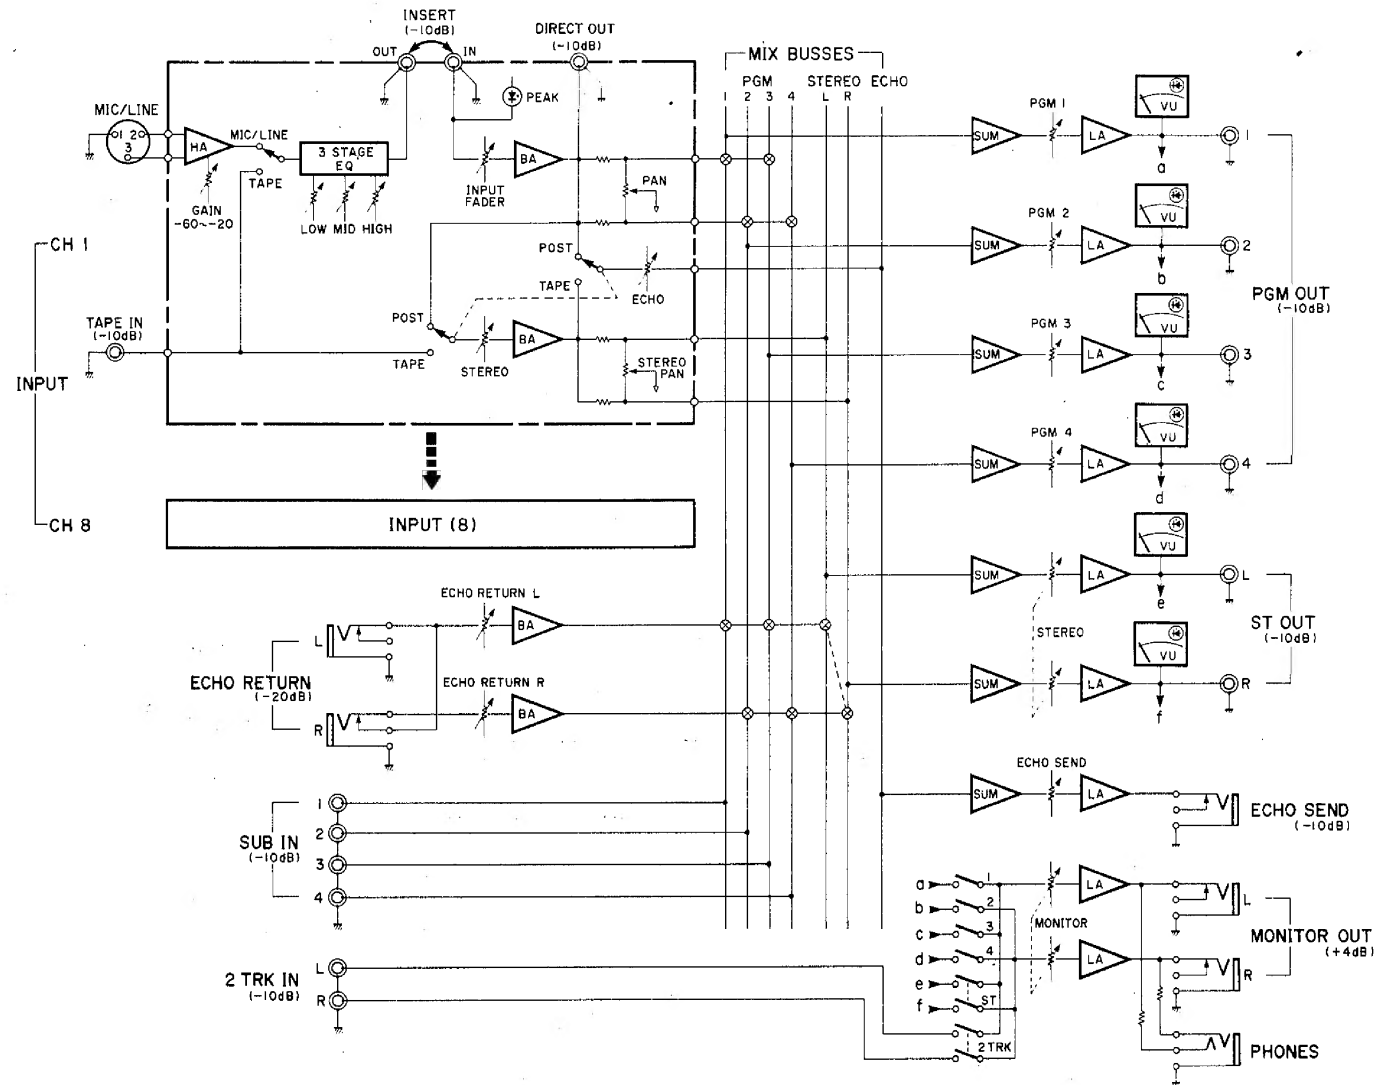 INSERT
(-10dB)
OUT IN
DIRECT OUT
(-10dB)
MIX BUSSES
PGM STEREO ECHO
1 2 3 4 L R
PEAK
MIC/LINE
1 2
3
HA
MIC/LINE
TAPE
3 STAGE
EQ
GAIN
-60~-20
LOW MID HIGH
INPUT
FADER
BA
PAN
POST
TAPE
ECHO
POST
TAPE
STEREO
BA
STEREO
PAN
CH 1
TAPE IN
(-10dB)
INPUT
CH 8
INPUT (8)
ECHO RETURN L
BA
ECHO RETURN R
BA
ECHO RETURN
(-20dB)
L
R
SUB IN
(-10dB)
1
2
3
4
2 TRK IN
(-10dB)
L
R
SUM
PGM 1
LA
VU
1
a
SUM
PGM 2
LA
VU
2
b
SUM
PGM 3
LA
VU
3
c
SUM
PGM 4
LA
VU
4
d
PGM OUT
(-10dB)
SUM
LA
VU
L
e
STEREO
SUM
LA
VU
R
f
ST OUT
(-10dB)
SUM
ECHO SEND
LA
ECHO SEND
(-10dB)
a 1
b 2
c 3
d 4
e
f ST
2 TRK
MONITOR
LA
LA
L
R
MONITOR OUT
(+4dB)
PHONES